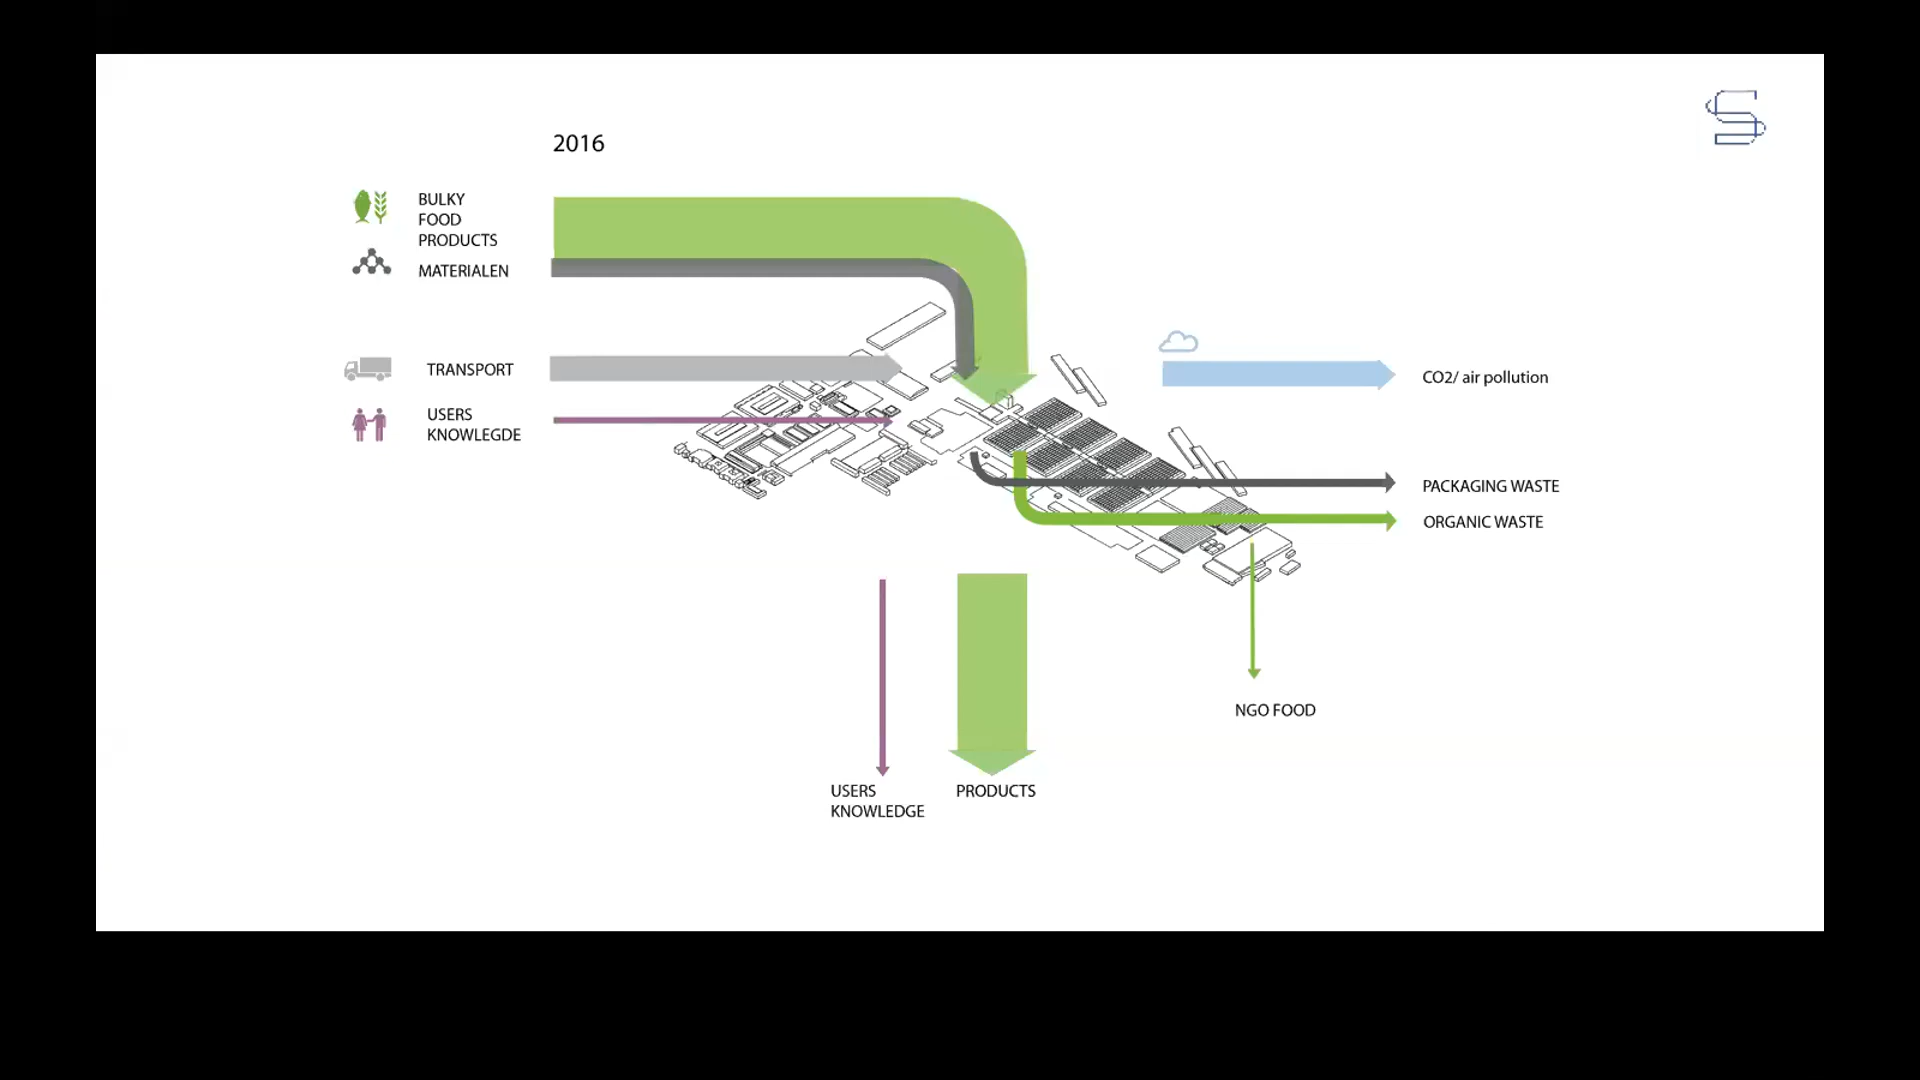 2016
BULKY
FOOD
PRODUCTS
MATERIALEN
TRANSPORT
USERS
KNOWLEGDE
CO2/ air pollution
PACKAGING WASTE
ORGANIC WASTE
NGO FOOD
USERS
KNOWLEDGE
PRODUCTS